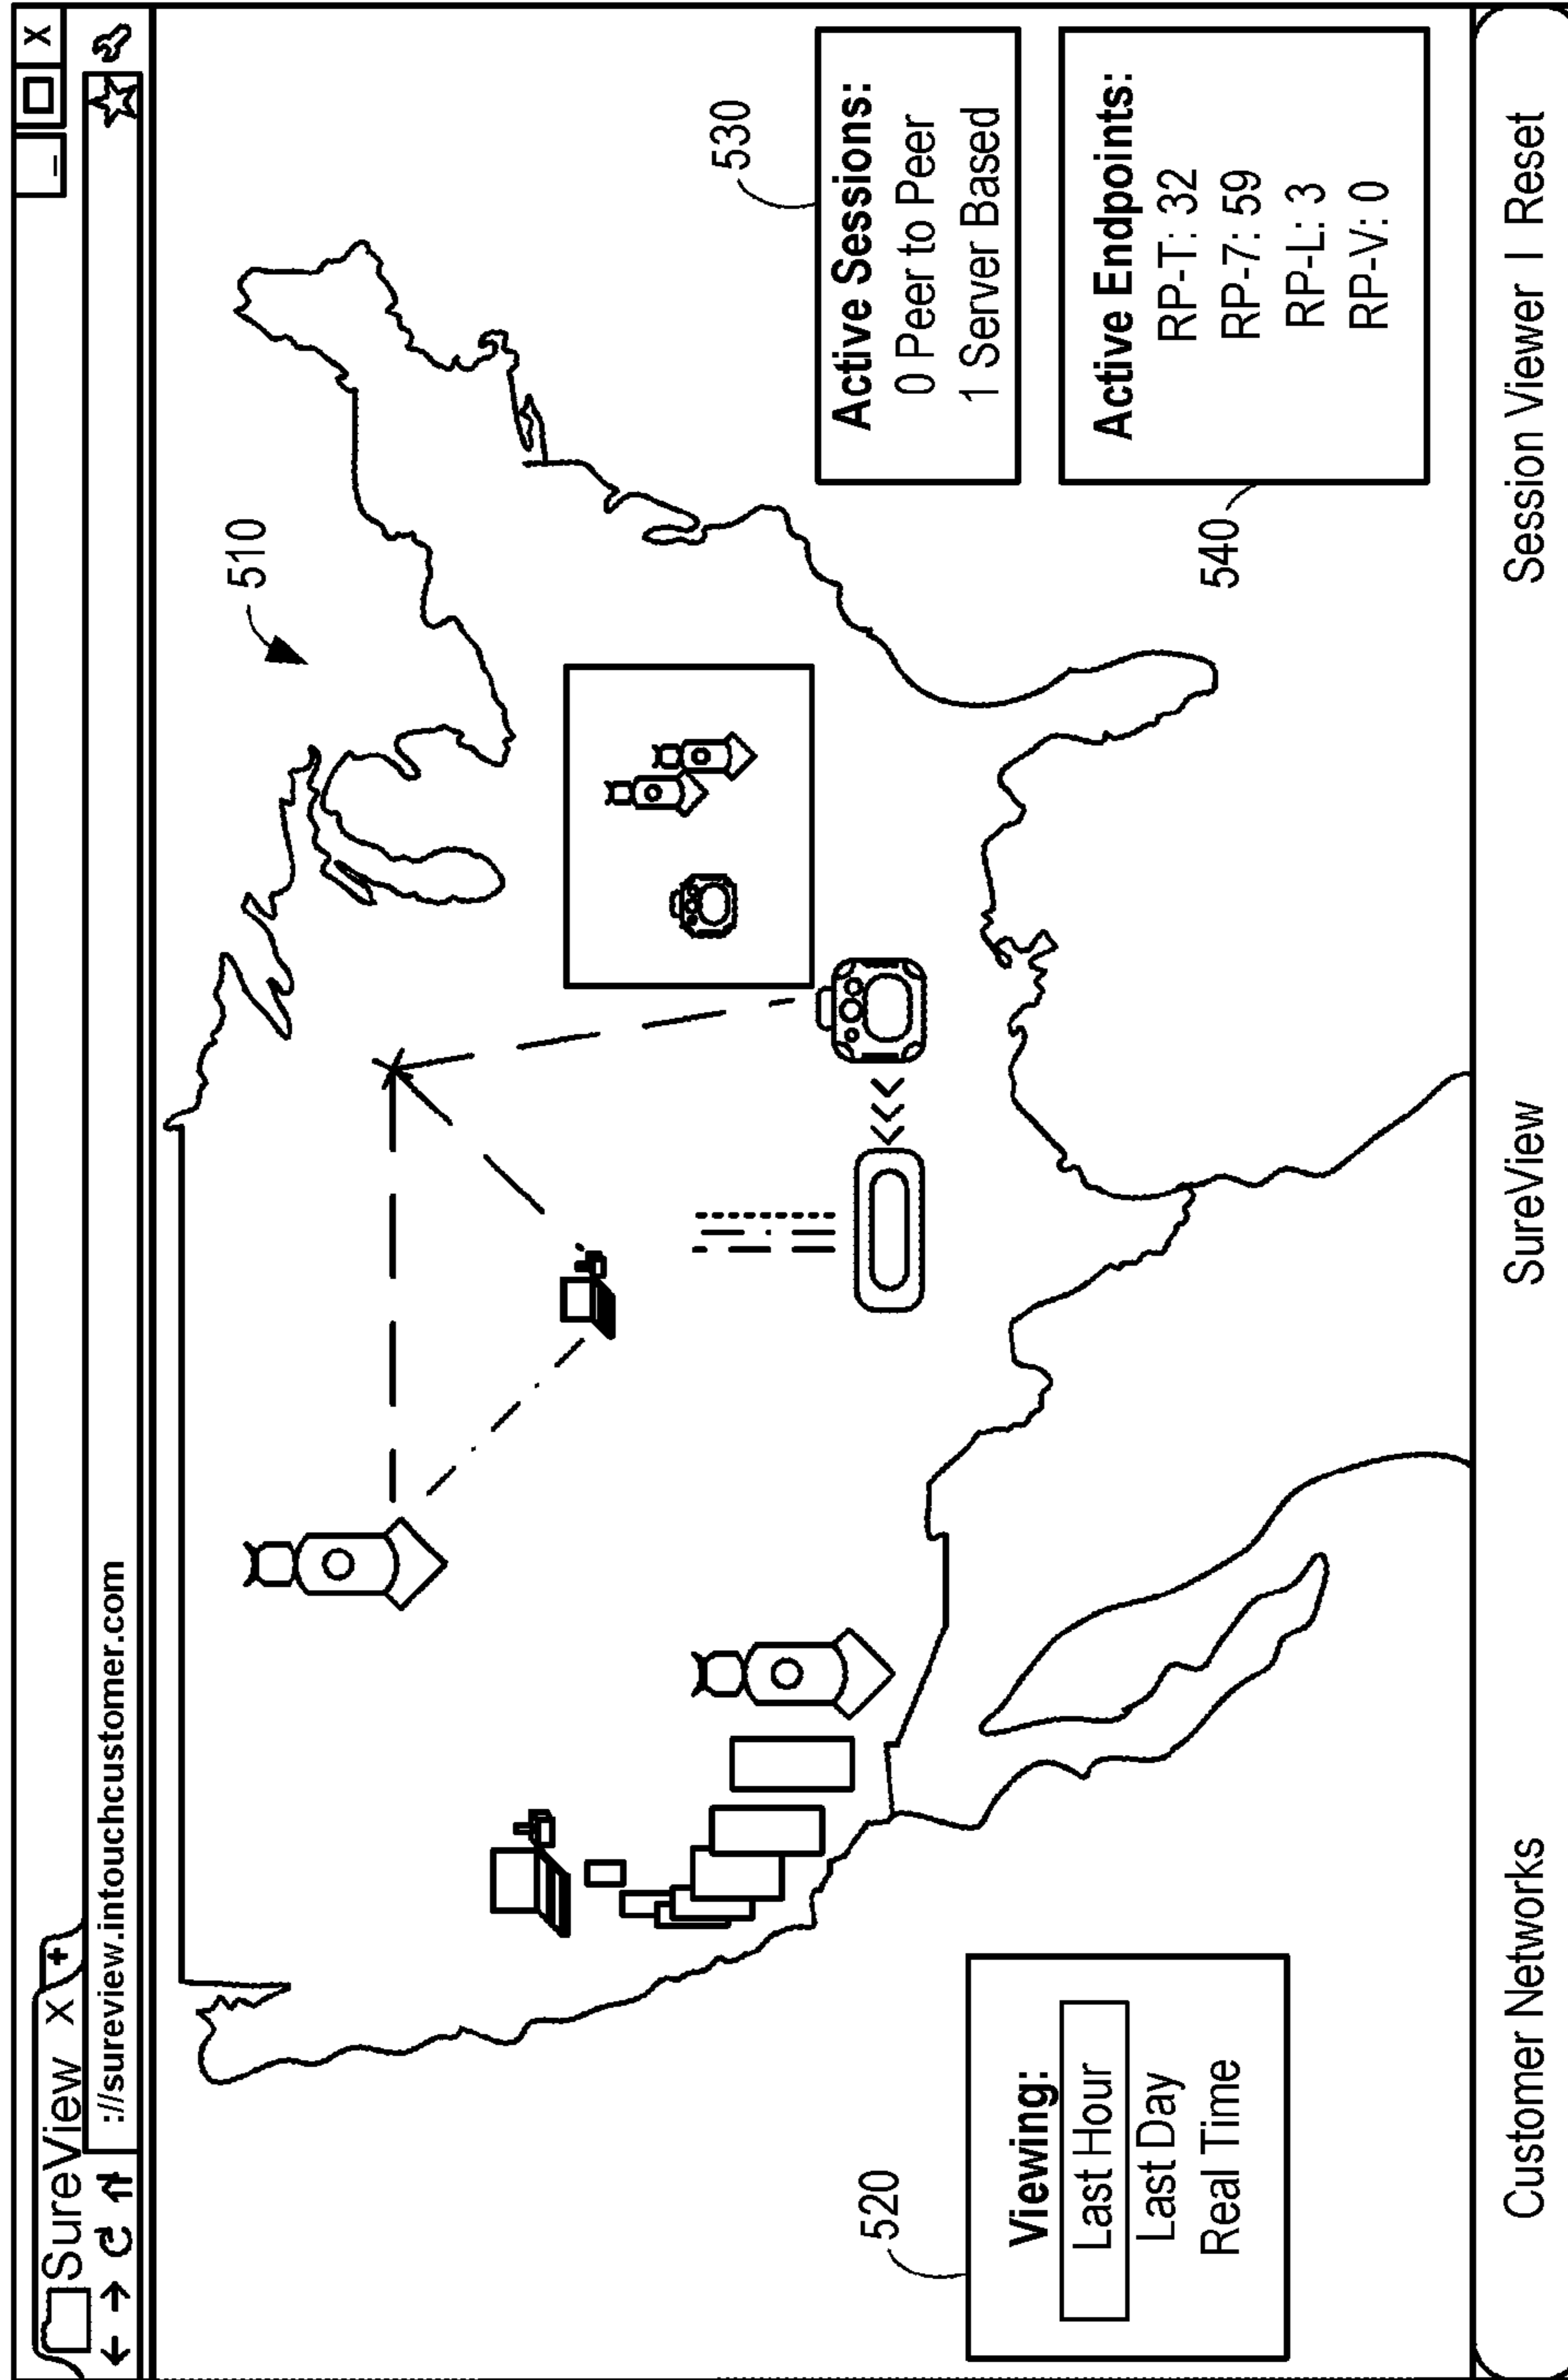 SureView X +
_ X
://sureview.intouchcustomer.com
510
530
Active Sessions:
0 Peer to Peer
1 Server Based
520
Viewing:
Last Hour
Last Day
Real Time
540
Active Endpoints:
RP-T: 32
RP-7: 59
RP-L: 3
RP-V: 0
Customer Networks
SureView
Session Viewer | Reset